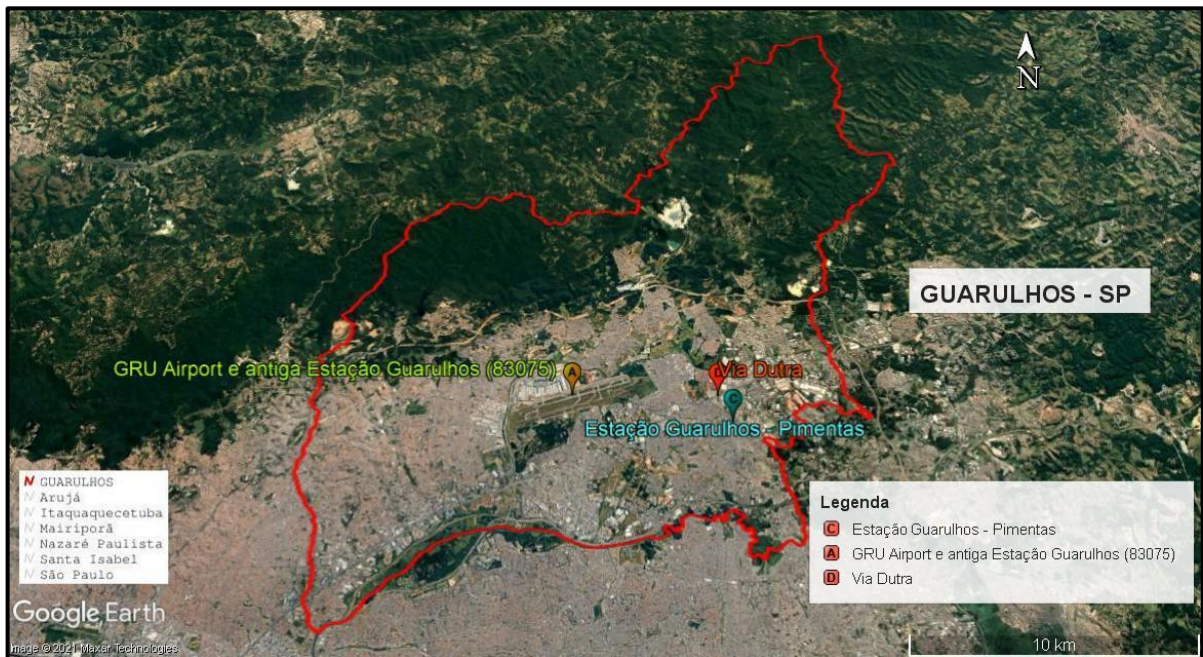 N
GUARULHOS - SP
GRU Airport e antiga Estação Guarulhos (83075)
A
Via Dutra
C
Estação Guarulhos - Pimentas
GUARULHOS
Arujá
Itaquaquecetuba
Mairiporã
Nazaré Paulista
Santa Isabel
São Paulo
Legenda
C Estação Guarulhos - Pimentas
A GRU Airport e antiga Estação Guarulhos (83075)
D Via Dutra
Google Earth
Image © 2021 Maxar Technologies
10 km